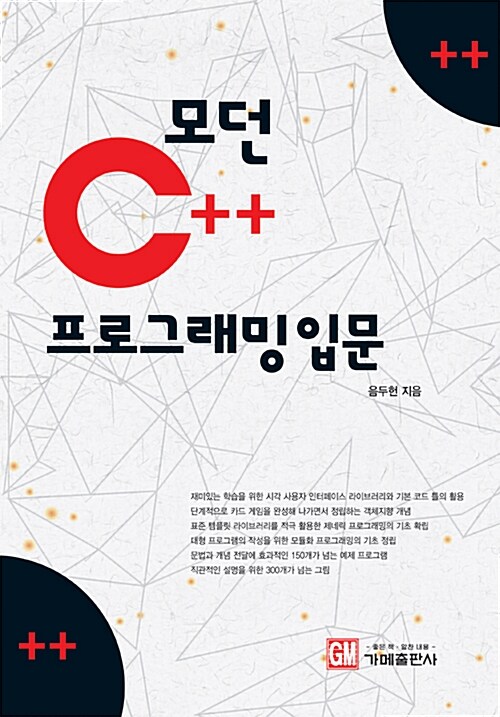 ++
모던
C++
프로그래밍 입문
음두헌 지음
재미있는 학습을 위한 시각 사용자 인터페이스 라이브러리와 기본 코드 틀의 활용
단계적으로 카드 게임을 완성해 나가면서 정립하는 객체지향 개념
표준 템플릿 라이브러리를 적극 활용한 제네릭 프로그래밍의 기초 확립
대형 프로그램의 작성을 위한 모듈화 프로그래밍의 기초 정립
문법과 개념 전달에 효과적인 150개가 넘는 예제 프로그램
직관적인 설명을 위한 300개가 넘는 그림
++
GM
- 좋은 책 · 알찬 내용 -
가메출판사